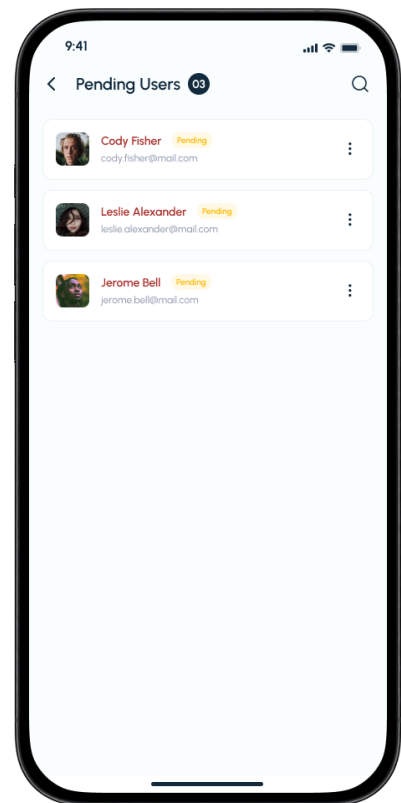 9:41
Pending Users 03
Cody Fisher Pending
cody.fisher@mail.com
Leslie Alexander Pending
leslie.alexander@mail.com
Jerome Bell Pending
jerome.bell@mail.com